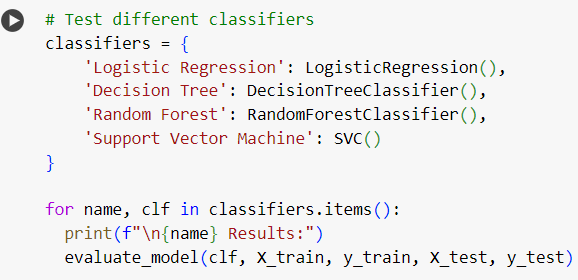 # Test different classifiers
classifiers = {
    'Logistic Regression': LogisticRegression(),
    'Decision Tree': DecisionTreeClassifier(),
    'Random Forest': RandomForestClassifier(),
    'Support Vector Machine': SVC()
}

for name, clf in classifiers.items():
  print(f"\n{name} Results:")
  evaluate_model(clf, X_train, y_train, X_test, y_test)